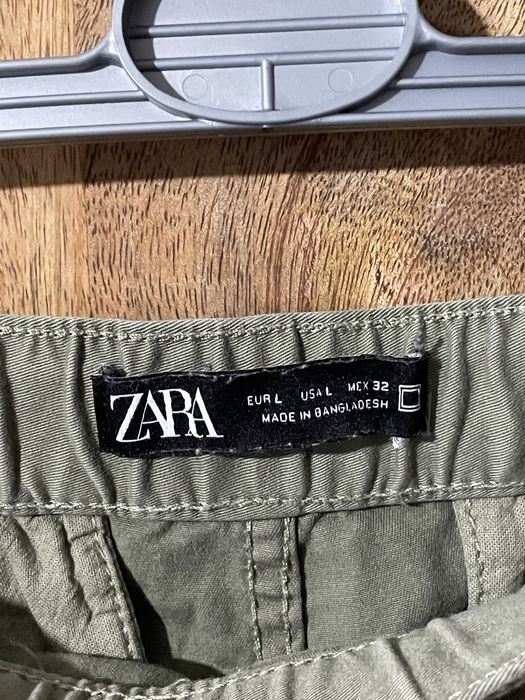 ZARA
EUR L USA L MEX 32
MADE IN BANGLADESH